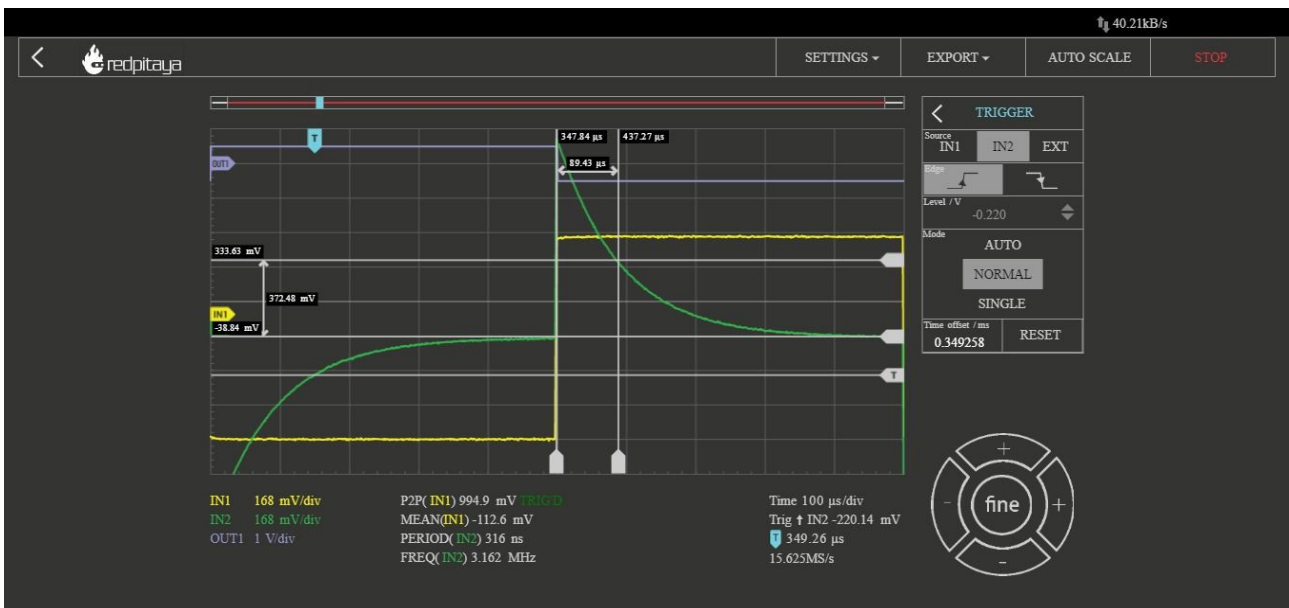 40.21kB/s
redpitaya
SETTINGS
EXPORT
AUTO SCALE
STOP
TRIGGER
Source
IN1 IN2 EXT
Edge
Level / V
-0.220
Mode
AUTO
NORMAL
SINGLE
Time offset / ms
0.349258
RESET
T
OUT1
347.84 µs
437.27 µs
89.43 µs
333.63 mV
372.48 mV
IN1
-38.84 mV
T
IN1 168 mV/div
IN2 168 mV/div
OUT1 1 V/div
P2P( IN1) 994.9 mV TRIG'D
MEAN(IN1) -112.6 mV
PERIOD( IN2) 316 ns
FREQ( IN2) 3.162 MHz
Time 100 µs/div
Trig IN2 -220.14 mV
T 349.26 µs
15.625MS/s
+
- fine +
-